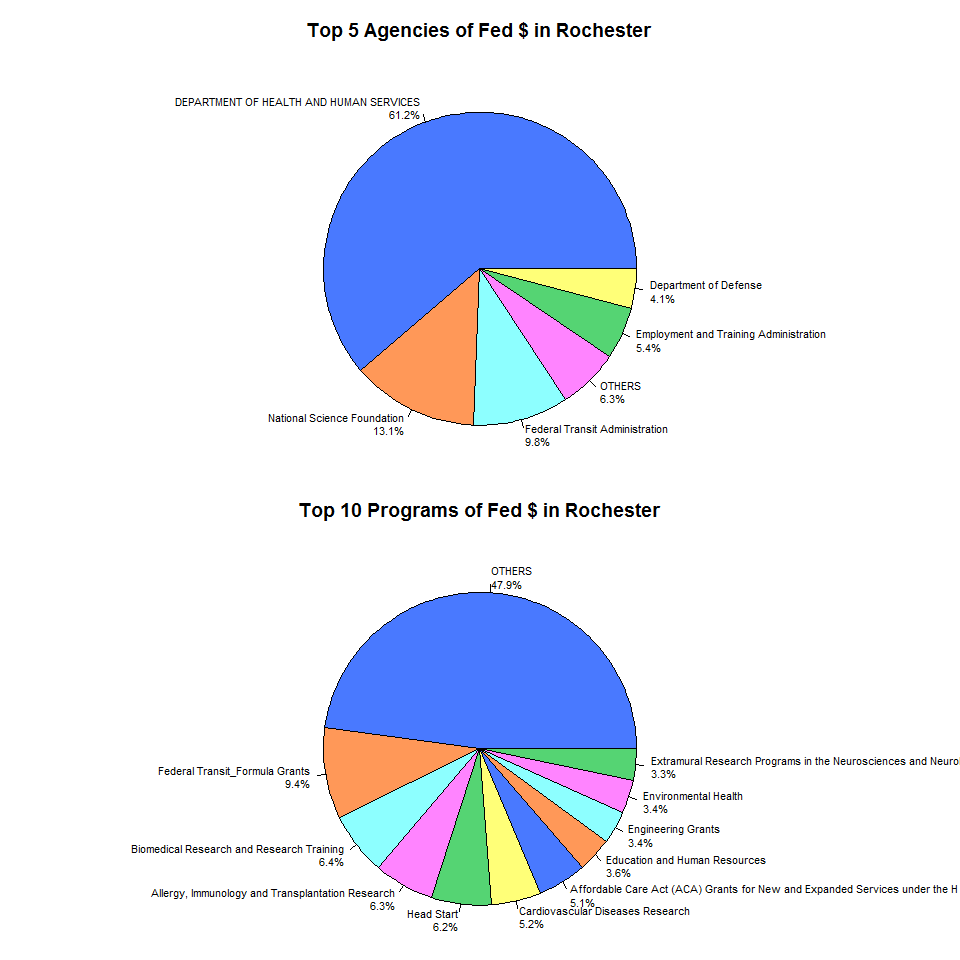 Top 5 Agencies of Fed $ in Rochester
DEPARTMENT OF HEALTH AND HUMAN SERVICES
61.2%
Department of Defense
4.1%
Employment and Training Administration
5.4%
OTHERS
6.3%
National Science Foundation
13.1%
Federal Transit Administration
9.8%
Top 10 Programs of Fed $ in Rochester
OTHERS
47.9%
Extramural Research Programs in the Neurosciences and Neurol
3.3%
Federal Transit_Formula Grants
9.4%
Environmental Health
3.4%
Engineering Grants
3.4%
Biomedical Research and Research Training
6.4%
Education and Human Resources
3.6%
Affordable Care Act (ACA) Grants for New and Expanded Services under the H
5.1%
Allergy, Immunology and Transplantation Research
6.3%
Head Start
6.2%
Cardiovascular Diseases Research
5.2%